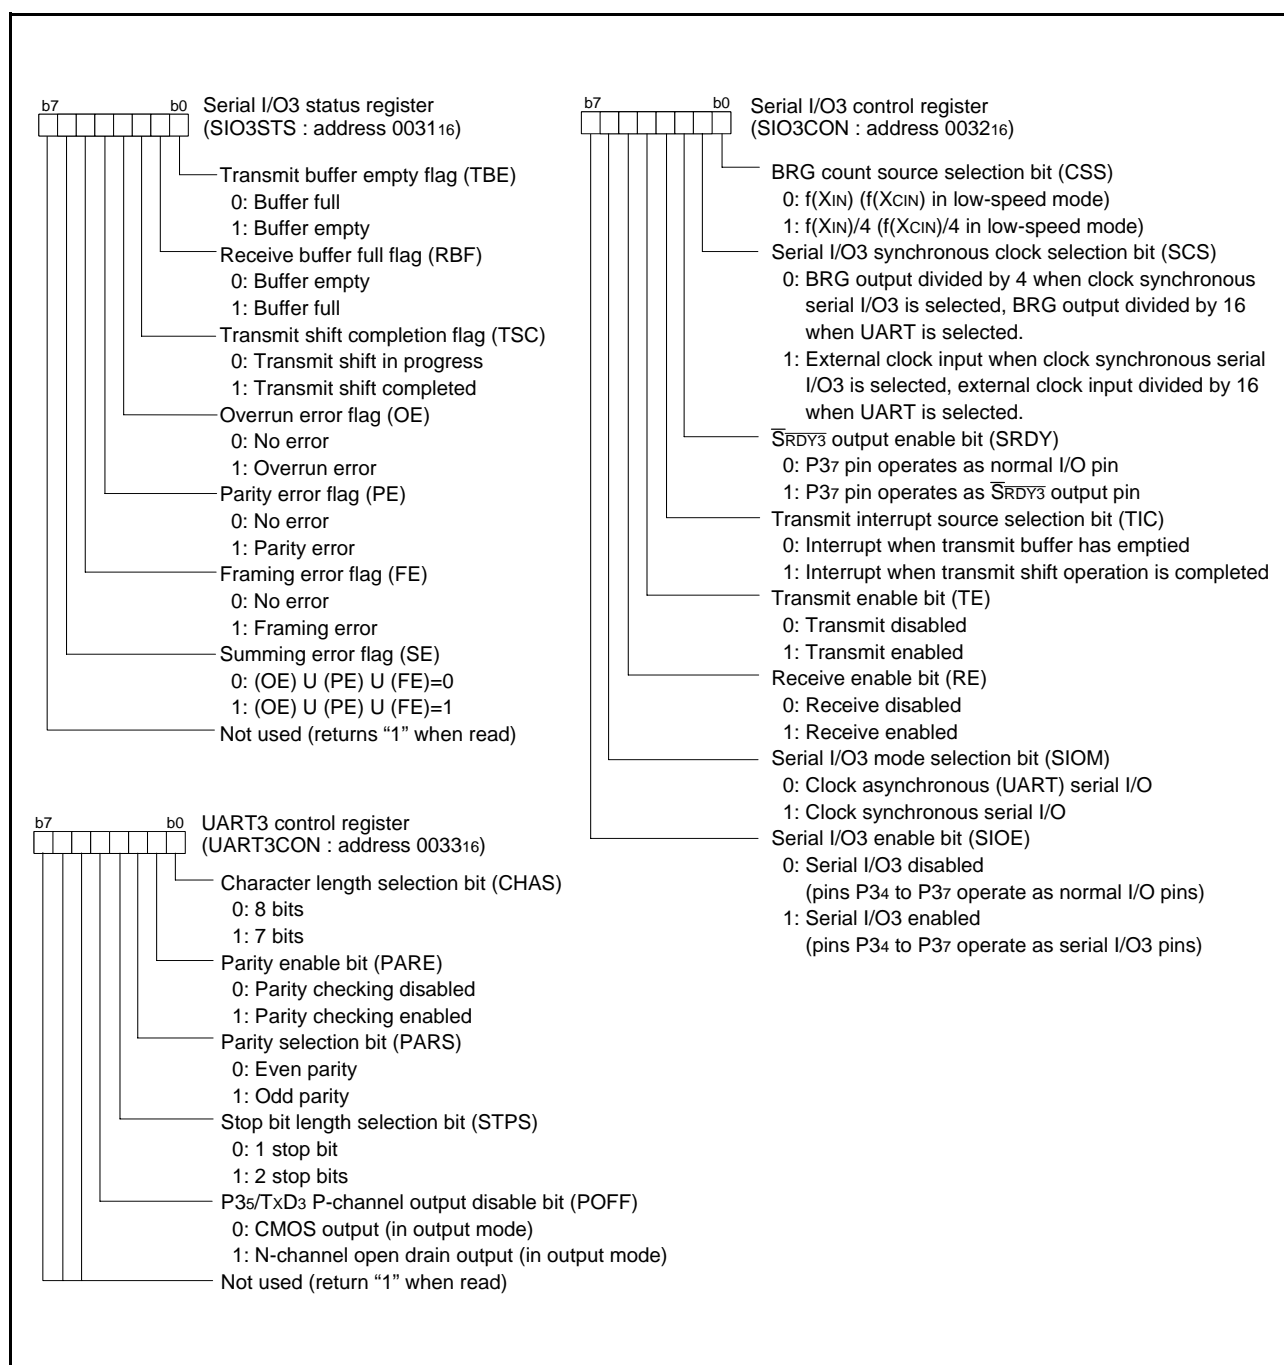 b7 b0 Serial I/O3 status register
(SIO3STS : address 003116)
Transmit buffer empty flag (TBE)
0: Buffer full
1: Buffer empty
Receive buffer full flag (RBF)
0: Buffer empty
1: Buffer full
Transmit shift completion flag (TSC)
0: Transmit shift in progress
1: Transmit shift completed
Overrun error flag (OE)
0: No error
1: Overrun error
Parity error flag (PE)
0: No error
1: Parity error
Framing error flag (FE)
0: No error
1: Framing error
Summing error flag (SE)
0: (OE) U (PE) U (FE)=0
1: (OE) U (PE) U (FE)=1
Not used (returns “1” when read)
b7 b0 UART3 control register
(UART3CON : address 003316)
Character length selection bit (CHAS)
0: 8 bits
1: 7 bits
Parity enable bit (PARE)
0: Parity checking disabled
1: Parity checking enabled
Parity selection bit (PARS)
0: Even parity
1: Odd parity
Stop bit length selection bit (STPS)
0: 1 stop bit
1: 2 stop bits
P35/TXD3 P-channel output disable bit (POFF)
0: CMOS output (in output mode)
1: N-channel open drain output (in output mode)
Not used (return “1” when read)
b7 b0 Serial I/O3 control register
(SIO3CON : address 003216)
BRG count source selection bit (CSS)
0: f(XIN) (f(XCIN) in low-speed mode)
1: f(XIN)/4 (f(XCIN)/4 in low-speed mode)
Serial I/O3 synchronous clock selection bit (SCS)
0: BRG output divided by 4 when clock synchronous
serial I/O3 is selected, BRG output divided by 16
when UART is selected.
1: External clock input when clock synchronous serial
I/O3 is selected, external clock input divided by 16
when UART is selected.
SRDY3 output enable bit (SRDY)
0: P37 pin operates as normal I/O pin
1: P37 pin operates as SRDY3 output pin
Transmit interrupt source selection bit (TIC)
0: Interrupt when transmit buffer has emptied
1: Interrupt when transmit shift operation is completed
Transmit enable bit (TE)
0: Transmit disabled
1: Transmit enabled
Receive enable bit (RE)
0: Receive disabled
1: Receive enabled
Serial I/O3 mode selection bit (SIOM)
0: Clock asynchronous (UART) serial I/O
1: Clock synchronous serial I/O
Serial I/O3 enable bit (SIOE)
0: Serial I/O3 disabled
(pins P34 to P37 operate as normal I/O pins)
1: Serial I/O3 enabled
(pins P34 to P37 operate as serial I/O3 pins)